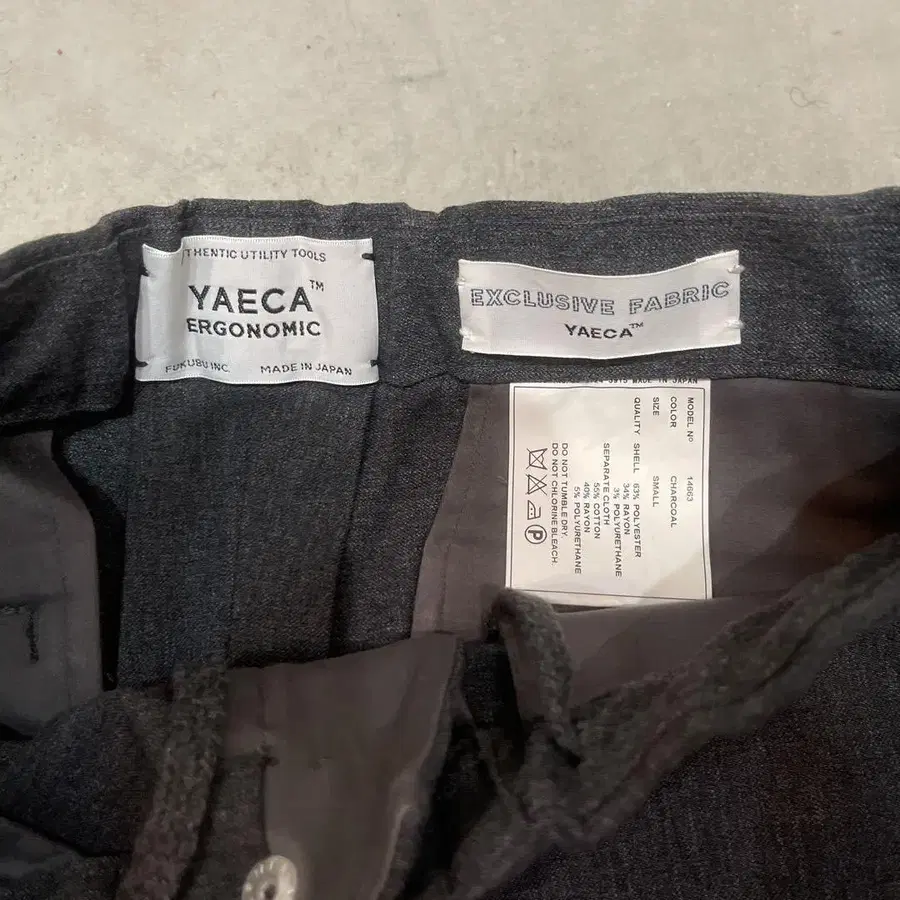 THENTIC UTILITY TOOLS
YAECA™
ERGONOMIC
FUKUBU INC. MADE IN JAPAN
EXCLUSIVE FABRIC
YAECA™
MADE IN JAPAN
MODEL Nº 14663
COLOR CHARCOAL
SIZE SMALL
QUALITY SHELL 63% POLYESTER
34% RAYON
3% POLYURETHANE
SEPARATE CLOTH
55% COTTON
40% RAYON
5% POLYURETHANE
DO NOT TUMBLE DRY.
DO NOT CHLORINE BLEACH.
P